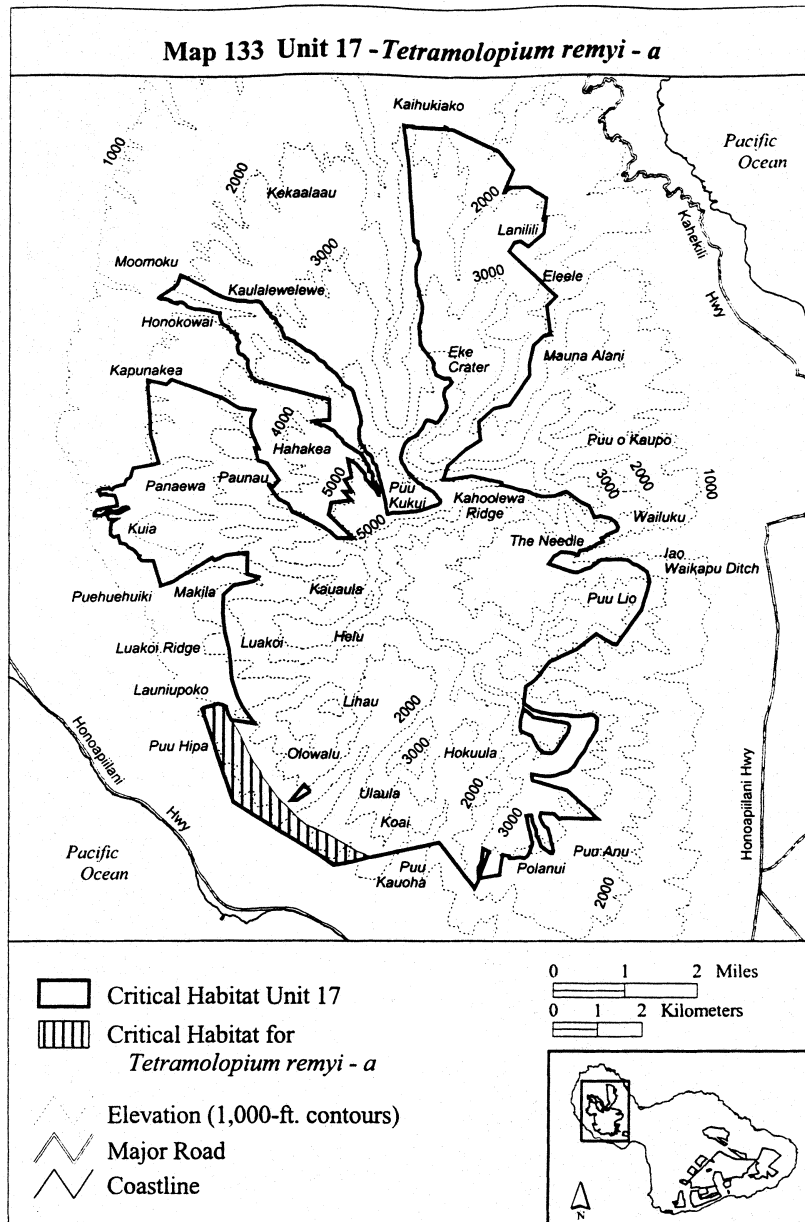 Map 133 Unit 17 - Tetramolopium remyi - a
Kaihukiako
Pacific
Ocean
1000
2000
Kekaalaau
2000
Lanilili
Kahekili
Hwy
3000
3000
Eleele
Moomoku
Kaulalewelewe
Honokowai
Eke
Crater
Mauna Alani
Kapunakea
4000
Hahakea
Puu o Kaupo
Panaewa
Paunau
5000
Puu
Kukui
Kahoolewa
Ridge
3000
2000
1000
Wailuku
Kuia
5000
The Needle
Iao
Waikapu Ditch
Puehuehuiki
Makila
Kauaula
Puu Lio
Luakoi Ridge
Luakoi
Helu
Launiupoko
Lihau
2000
Honoapiilani
Hwy
Puu Hipa
Olowalu
3000
Hokuula
Ulaula
2000
Koai
3000
Honoapiilani Hwy
Pacific
Ocean
Puu
Kauoha
Polanui
Puu Anu
2000
Critical Habitat Unit 17
Critical Habitat for
Tetramolopium remyi - a
Elevation (1,000-ft. contours)
Major Road
Coastline
0 1 2 Miles
0 1 2 Kilometers
N